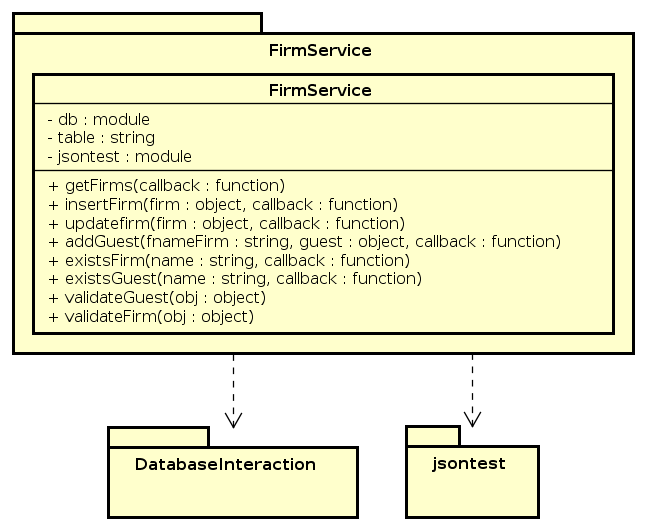 FirmService
FirmService
- db : module
- table : string
- jsontest : module
+ getFirms(callback : function)
+ insertFirm(firm : object, callback : function)
+ updatefirm(firm : object, callback : function)
+ addGuest(fnameFirm : string, guest : object, callback : function)
+ existsFirm(name : string, callback : function)
+ existsGuest(name : string, callback : function)
+ validateGuest(obj : object)
+ validateFirm(obj : object)
DatabaseInteraction
jsontest